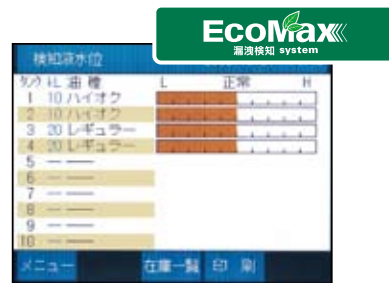 EcoMax
漏洩検知 system
検知液水位
タンク kL 油 種 L 正常 H
1 10 ハイオク
2 10 ハイオク
3 20 レギュラー
4 20 レギュラー
5 — ——
6 — ——
7 — ——
8 — ——
9 — ——
10 — ——
メニュー 在庫一覧 印 刷